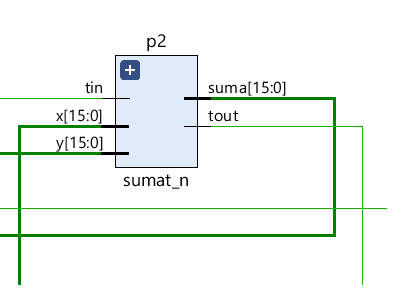 p2
tin
x[15:0]
y[15:0]
suma[15:0]
tout
sumat_n